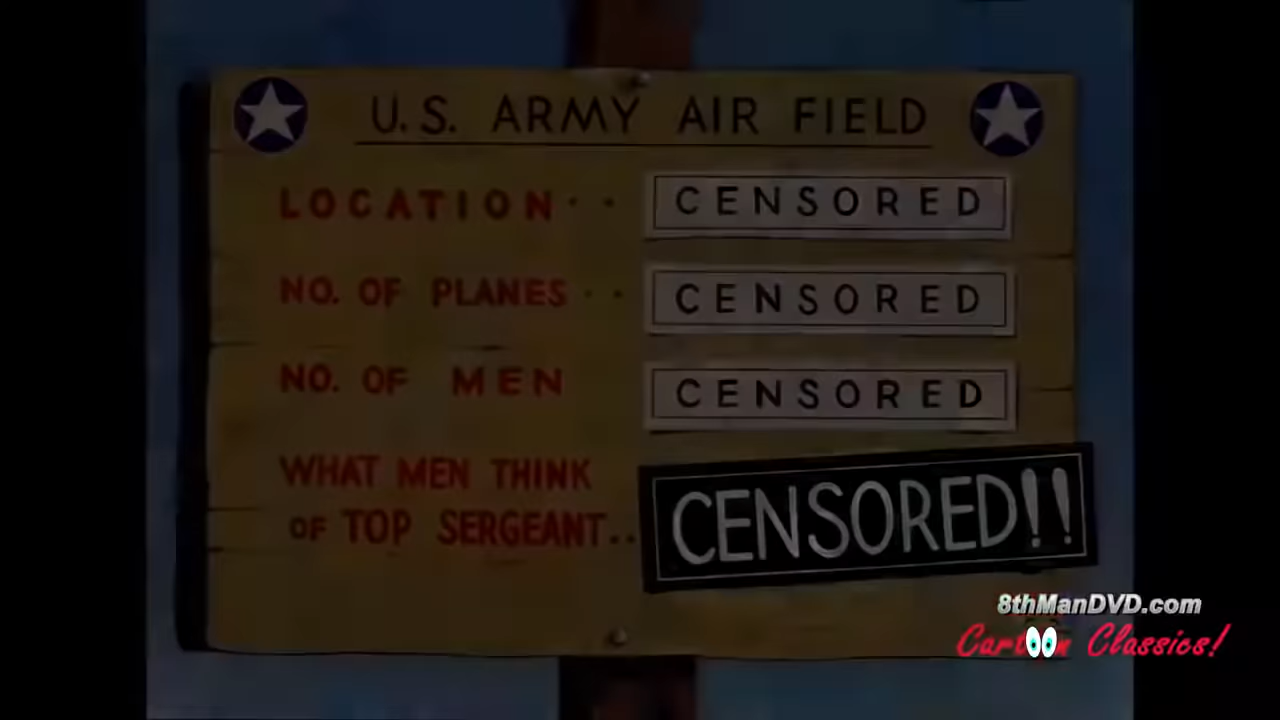 U.S. ARMY AIR FIELD
LOCATION . . CENSORED
NO. OF PLANES . . CENSORED
NO. OF MEN CENSORED
WHAT MEN THINK
OF TOP SERGEANT.. CENSORED!!
8thManDVD.com
Cartoon Classics!